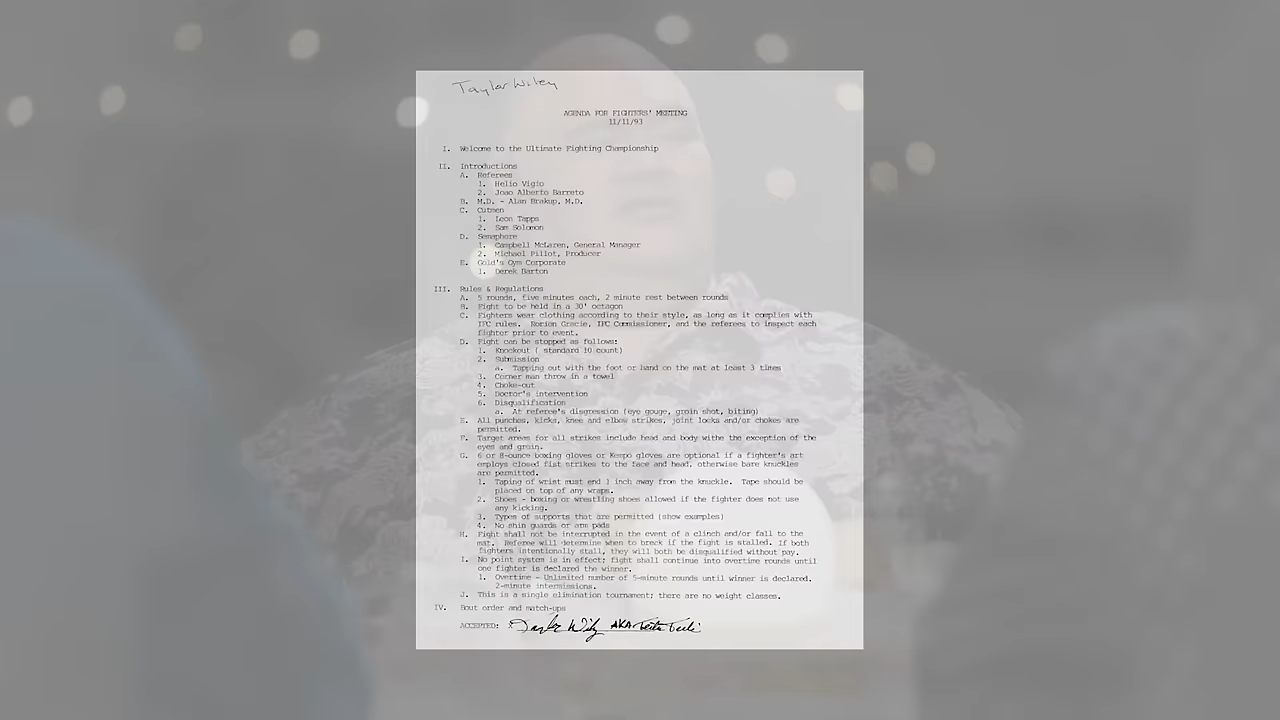 Taylor Wiley
AGENDA FOR FIGHTERS' MEETING
11/11/93
I. Welcome to the Ultimate Fighting Championship
II. Introductions
A. Referees
1. Helio Vigio
2. Joao Alberto Barreto
B. M.D. - Alan Brakup, M.D.
C. Cutmen
1. Leon Tapps
2. Sam Solomon
D. Semaphore
1. Campbell McLaren, General Manager
2. Michael Pillot, Producer
E. Gold's Gym Corporate
1. Derek Barton
III. Rules & Regulations
A. 5 rounds, five minutes each, 2 minute rest between rounds
B. Fight to be held in a 30' octagon
C. Fighters wear clothing according to their style, as long as it complies with
IFC rules. Rorion Gracie, IFC Commissioner, and the referees to inspect each
fighter prior to event.
D. Fight can be stopped as follows:
1. Knockout ( standard 10 count)
2. Submission
a. Tapping out with the foot or hand on the mat at least 3 times
3. Corner man throw in a towel
4. Choke-out
5. Doctor's intervention
6. Disqualification
a. At referee's disgression (eye gouge, groin shot, biting)
E. All punches, kicks, knee and elbow strikes, joint locks and/or chokes are
permitted.
F. Target areas for all strikes include head and body withe the exception of the
eyes and groin.
G. 6 or 8-ounce boxing gloves or Kempo gloves are optional if a fighter's art
employs closed fist strikes to the face and head, otherwise bare knuckles
are permitted.
1. Taping of wrist must end 1 inch away from the knuckle. Tape should be
placed on top of any wraps.
2. Shoes - boxing or wrestling shoes allowed if the fighter does not use
any kicking.
3. Types of supports that are permitted (show examples)
4. No shin guards or arm pads
H. Fight shall not be interrupted in the event of a clinch and/or fall to the
mat. Referee will determine when to break if the fight is stalled. If both
fighters intentionally stall, they will both be disqualified without pay.
I. No point system is in effect; fight shall continue into overtime rounds until
one fighter is declared the winner.
1. Overtime - Unlimited number of 5-minute rounds until winner is declared.
2-minute intermissions.
J. This is a single elimination tournament; there are no weight classes.
IV. Bout order and match-ups
ACCEPTED: X Taylor Wily AKA Teila Tuli